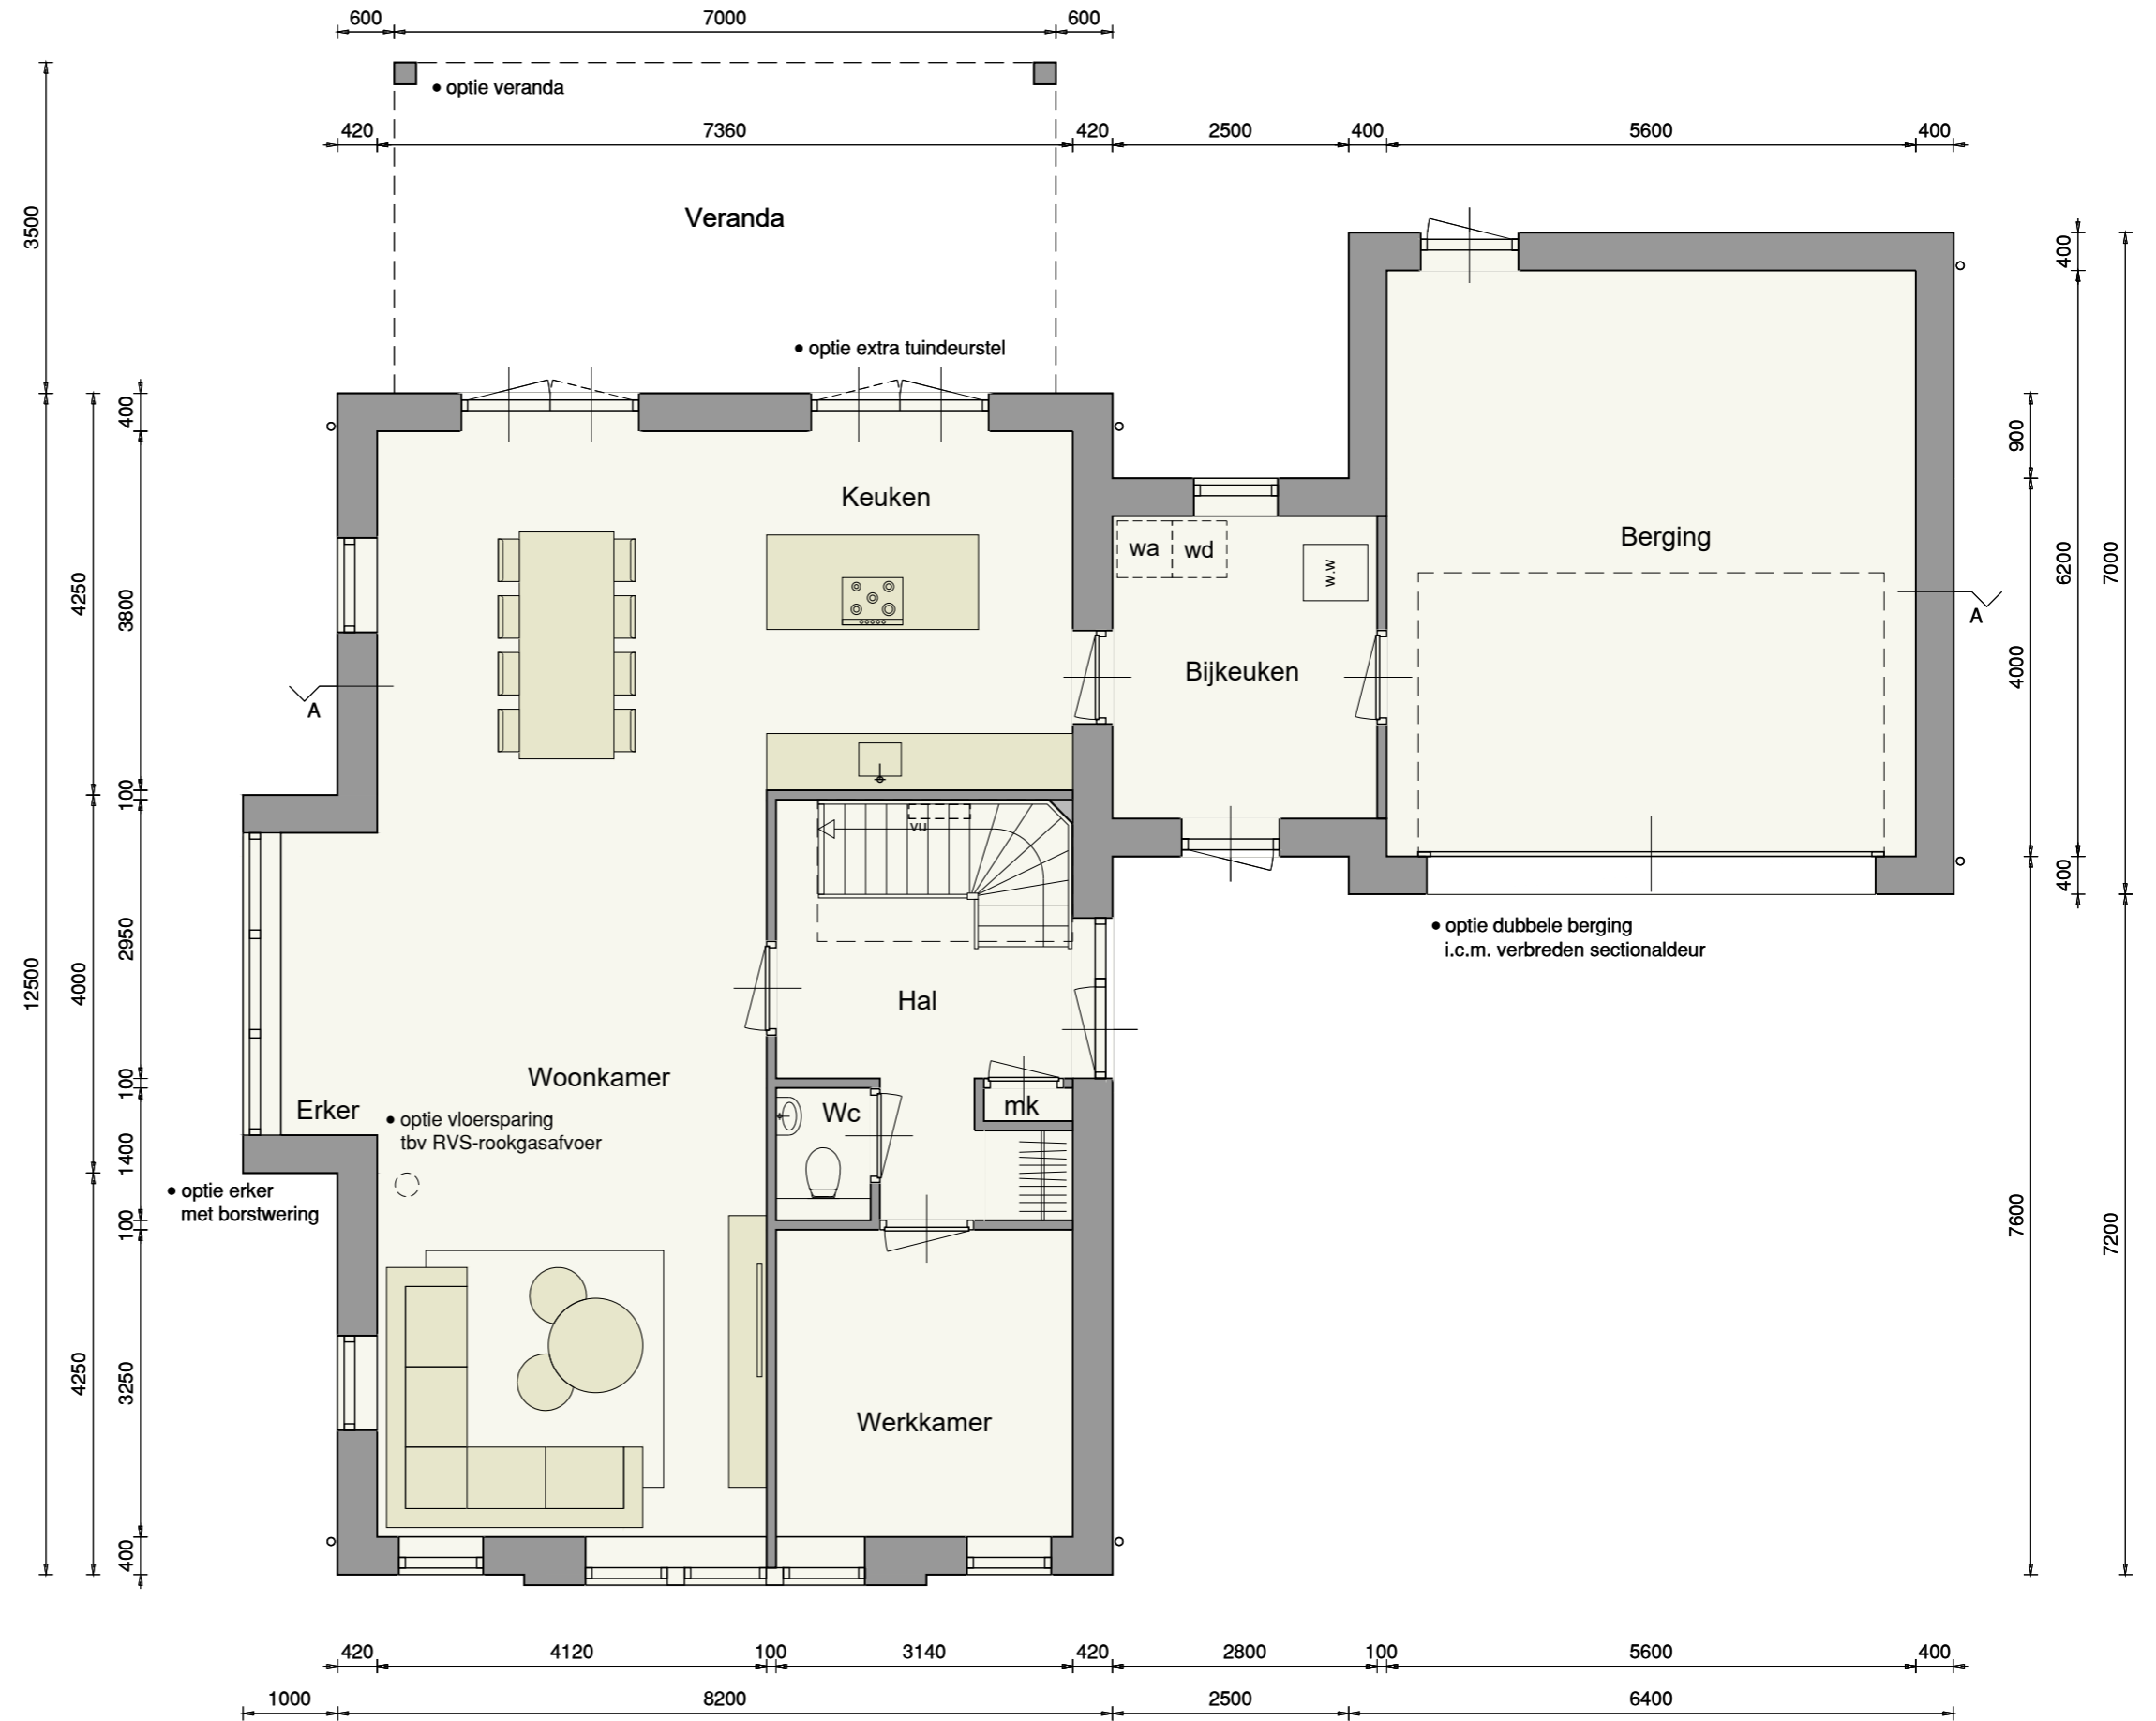 600 7000 600
• optie veranda
420 7360 420 2500 400 5600 400
Veranda
3500
400
• optie extra tuindeurstel
400
900
Keuken
Berging
wa wd
w.w
4250
3800
6200
7000
Bijkeuken
4000
A
A
100
vu
400
• optie dubbele berging
i.c.m. verbreden sectionaldeur
2950
12500
4000
Hal
Woonkamer
100
Erker
• optie vloersparing
tbv RVS-rookgasafvoer
Wc
mk
1400
• optie erker
met borstwering
100
7600
7200
4250
3250
Werkkamer
400
420 4120 100 3140 420 2800 100 5600 400
1000 8200 2500 6400